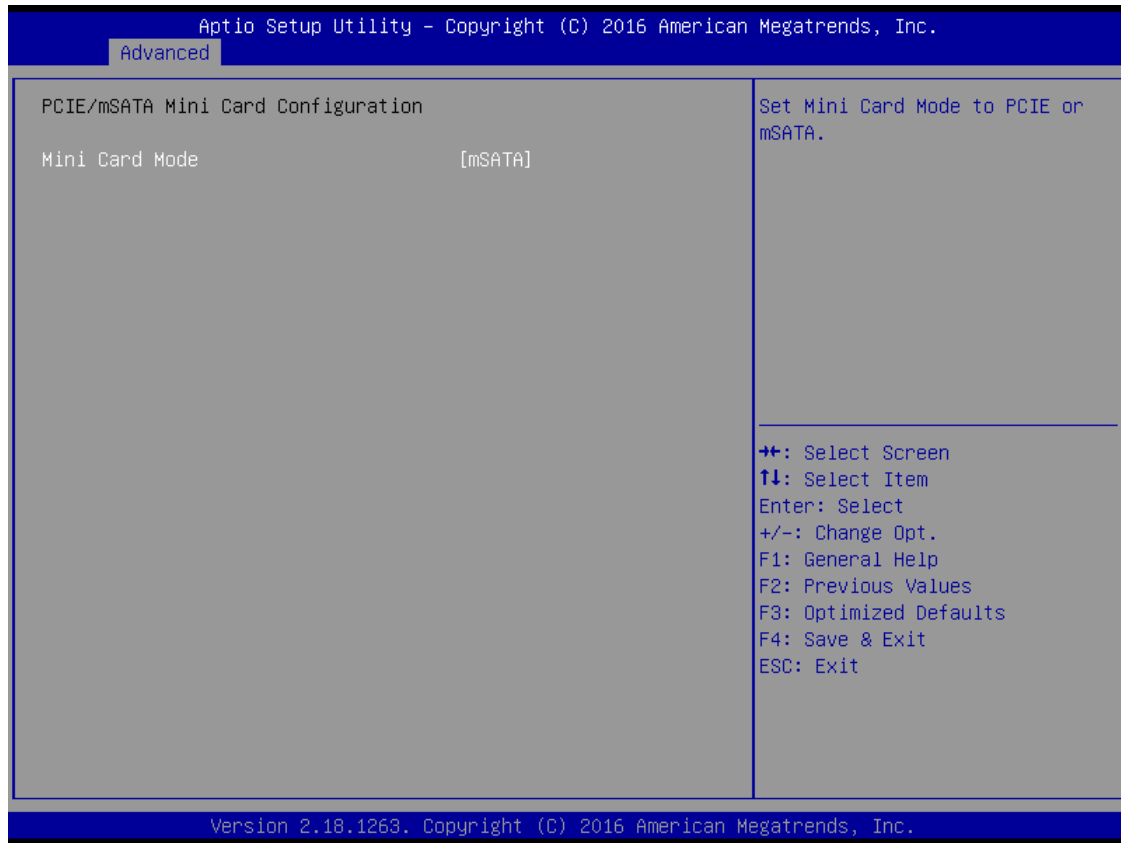 Aptio Setup Utility – Copyright (C) 2016 American Megatrends, Inc.
Advanced
PCIE/mSATA Mini Card Configuration
Mini Card Mode [mSATA]
Set Mini Card Mode to PCIE or
mSATA.
→←: Select Screen
↑↓: Select Item
Enter: Select
+/-: Change Opt.
F1: General Help
F2: Previous Values
F3: Optimized Defaults
F4: Save & Exit
ESC: Exit
Version 2.18.1263. Copyright (C) 2016 American Megatrends, Inc.